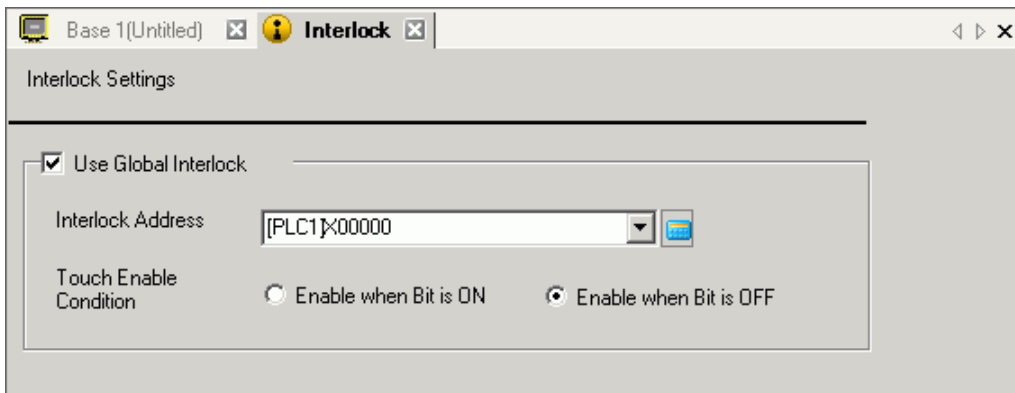 Base 1(Untitled) Interlock
Interlock Settings
Use Global Interlock
Interlock Address [PLC1]X00000
Touch Enable
Condition
Enable when Bit is ON Enable when Bit is OFF